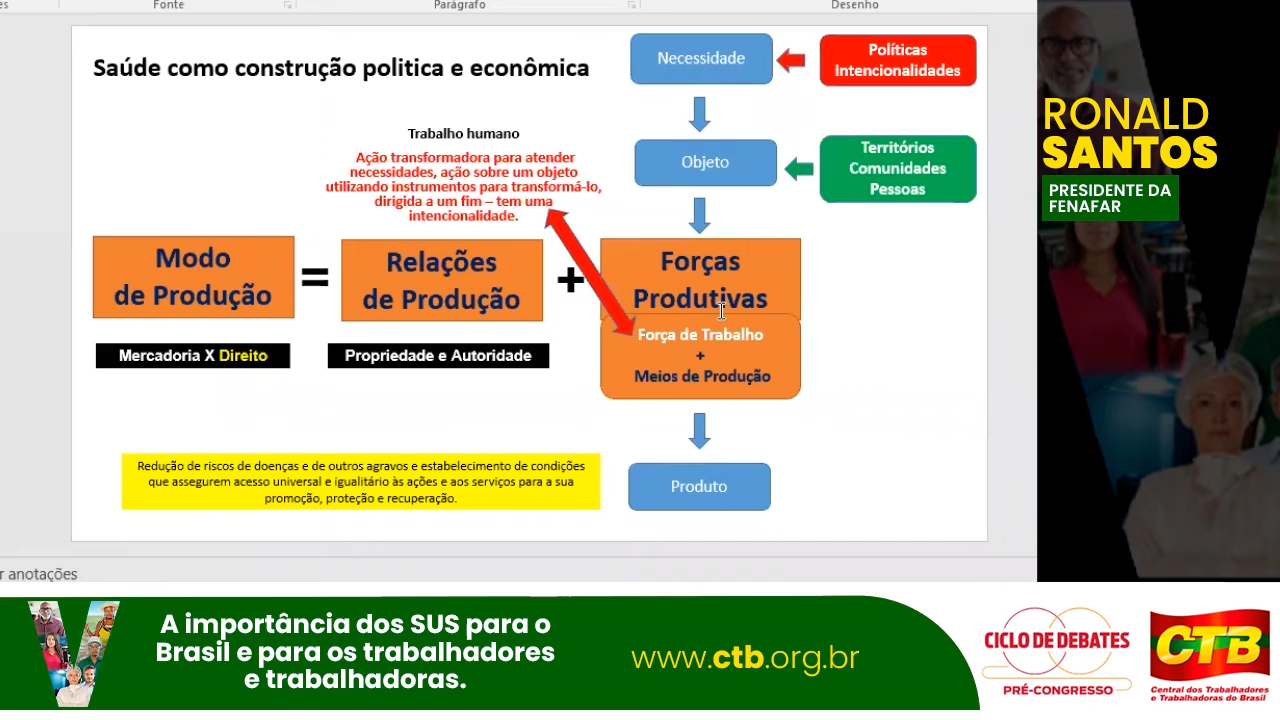 Fonte
Parágrafo
Desenho
Saúde como construção politica e econômica
Necessidade
Políticas
Intencionalidades
Trabalho humano
Ação transformadora para atender
necessidades, ação sobre um objeto
utilizando instrumentos para transformá-lo,
dirigida a um fim – tem uma
intencionalidade.
Objeto
Territórios
Comunidades
Pessoas
Modo
de Produção
=
Relações
de Produção
+
Forças
Produtivas
Força de Trabalho
+
Meios de Produção
Mercadoria X Direito
Propriedade e Autoridade
Redução de riscos de doenças e de outros agravos e estabelecimento de condições
que assegurem acesso universal e igualitário às ações e aos serviços para a sua
promoção, proteção e recuperação.
Produto
r anotações
RONALD
SANTOS
PRESIDENTE DA
FENAFAR
V
A importância dos SUS para o
Brasil e para os trabalhadores
e trabalhadoras.
www.ctb.org.br
CICLO DE DEBATES
PRÉ-CONGRESSO
CTB
Central dos Trabalhadores
e Trabalhadoras do Brasil